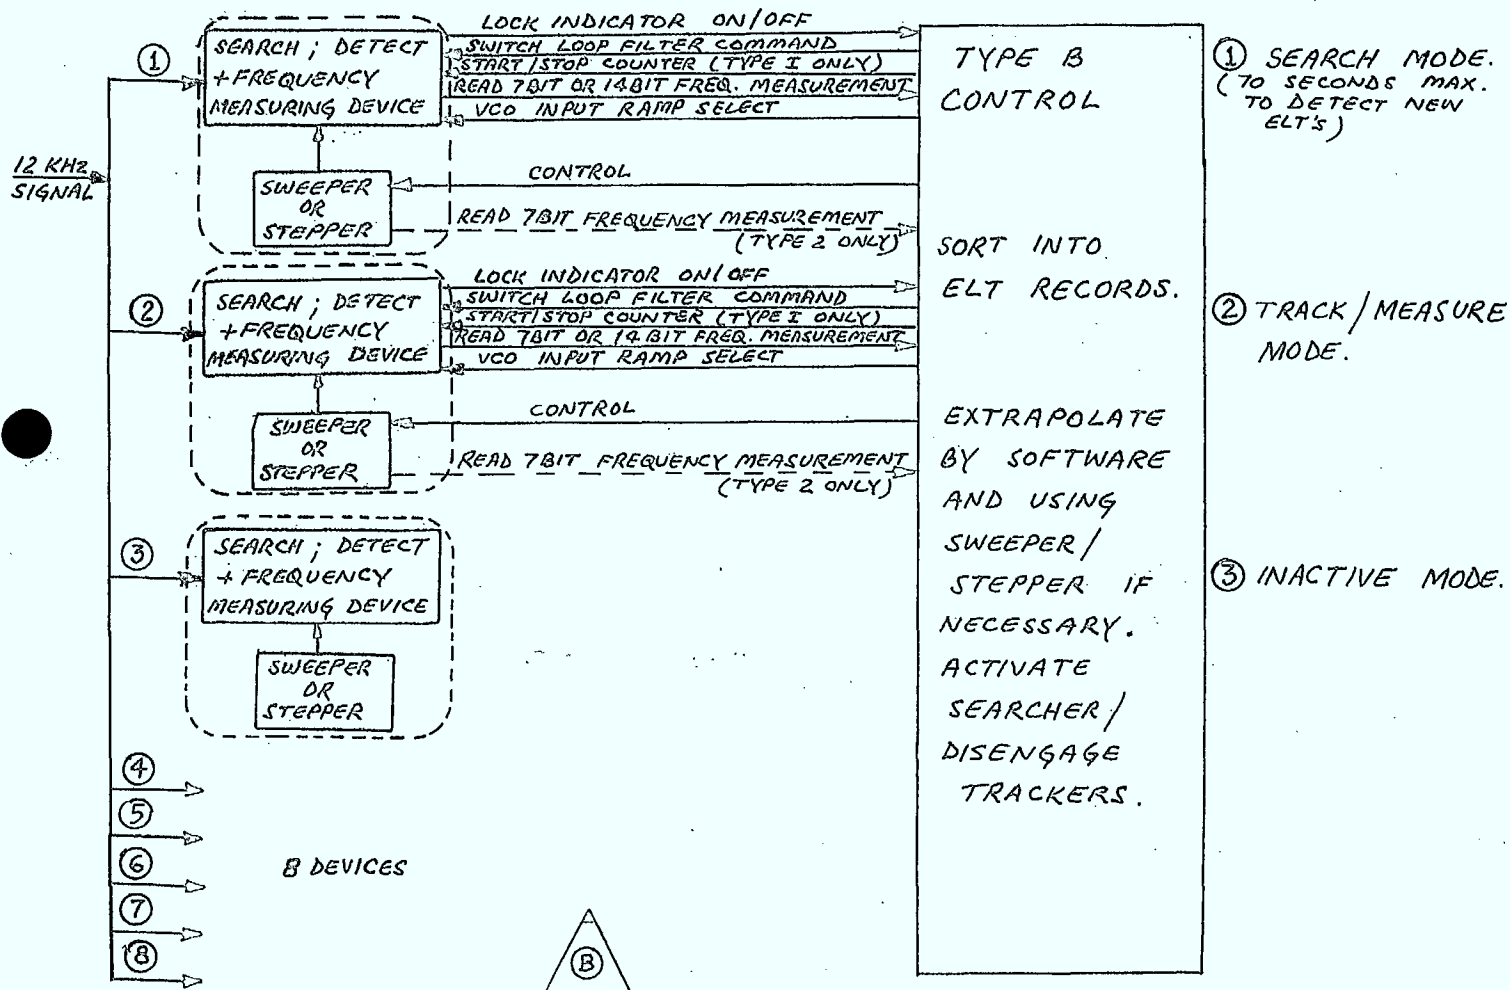 12 KHz
SIGNAL
①
SEARCH ; DETECT
+ FREQUENCY
MEASURING DEVICE
SWEEPER
OR
STEPPER
LOCK INDICATOR ON/OFF
SWITCH LOOP FILTER COMMAND
START/STOP COUNTER (TYPE I ONLY)
READ 7BIT OR 14BIT FREQ. MEASUREMENT
VCO INPUT RAMP SELECT
CONTROL
READ 7BIT FREQUENCY MEASUREMENT
(TYPE 2 ONLY)
②
SEARCH ; DETECT
+ FREQUENCY
MEASURING DEVICE
SWEEPER
OR
STEPPER
LOCK INDICATOR ON/OFF
SWITCH LOOP FILTER COMMAND
START/STOP COUNTER (TYPE I ONLY)
READ 7BIT OR 14BIT FREQ. MEASUREMENT
VCO INPUT RAMP SELECT
CONTROL
READ 7BIT FREQUENCY MEASUREMENT
(TYPE 2 ONLY)
③
SEARCH ; DETECT
+ FREQUENCY
MEASURING DEVICE
SWEEPER
OR
STEPPER
④
⑤
⑥
⑦
⑧
8 DEVICES
Ⓑ
TYPE B
CONTROL
SORT INTO
ELT RECORDS.
EXTRAPOLATE
BY SOFTWARE
AND USING
SWEEPER/
STEPPER IF
NECESSARY.
ACTIVATE
SEARCHER/
DISENGAGE
TRACKERS.
① SEARCH MODE.
(TO SECONDS MAX.
TO DETECT NEW
ELT's)
② TRACK/MEASURE
MODE.
③ INACTIVE MODE.